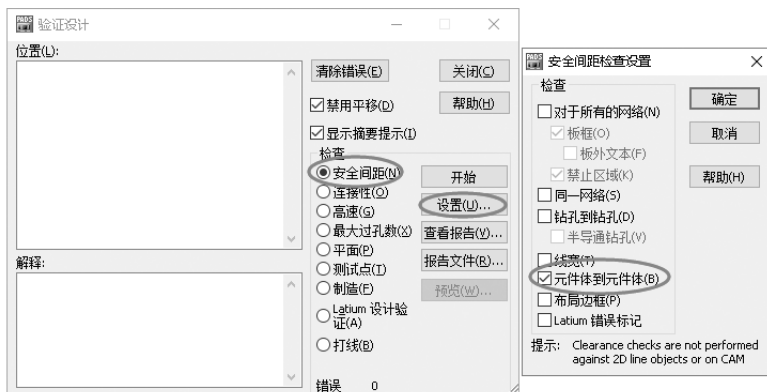 PADS 验证设计
位置(L):
清除错误(E)
关闭(C)
禁用平移(D)
帮助(H)
显示摘要提示(I)
检查
安全间距(N)
开始
连接性(O)
设置(U)...
高速(G)
最大过孔数(X)
查看报告(V)...
平面(P)
测试点(T)
报告文件(R)...
制造(F)
预览(W)...
Latium 设计验
证(A)
打线(B)
错误 0
解释:
PADS 安全间距检查设置
检查
对于所有的网络(N)
确定
板框(O)
取消
板外文本(F)
禁止区域(K)
帮助(H)
同一网络(S)
钻孔到钻孔(D)
半导通钻孔(V)
线宽(T)
元件体到元件体(B)
布局边框(P)
Latium 错误标记
提示: Clearance checks are not performed
against 2D line objects or on CAM